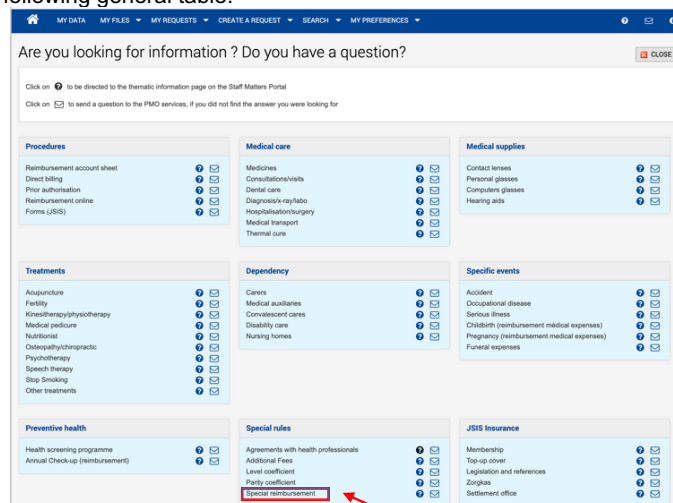 following general table:
MY DATA MY FILES MY REQUESTS CREATE A REQUEST SEARCH MY PREFERENCES
Are you looking for information ? Do you have a question?
CLOSE
Click on to be directed to the thematic information page on the Staff Matters Portal
Click on to send a question to the PMO services, if you did not find the answer you were looking for
Procedures
Reimbursement account sheet
Direct billing
Prior authorisation
Reimbursement online
Forms (JSIS)
Medical care
Medicines
Consultations/visits
Dental care
Diagnosis/x-ray/labo
Hospitalisation/surgery
Medical transport
Thermal cure
Medical supplies
Contact lenses
Personal glasses
Computers glasses
Hearing aids
Treatments
Acupuncture
Fertility
Kinesitherapy/physiotherapy
Medical pedicure
Nutritionist
Osteopathy/chiropractic
Psychotherapy
Speech therapy
Stop Smoking
Other treatments
Dependency
Carers
Medical auxiliaries
Convalescent cares
Disability care
Nursing homes
Specific events
Accident
Occupational disease
Serious illness
Childbirth (reimbursement médical expenses)
Pregnancy (reimbursement medical expenses)
Funeral expenses
Preventive health
Health screening programme
Annual Check-up (reimbursement)
Special rules
Agreements with health professionals
Additional Fees
Level coefficient
Parity coefficient
Special reimbursement
JSIS Insurance
Membership
Top-up cover
Legislation and references
Zorgkas
Settlement office